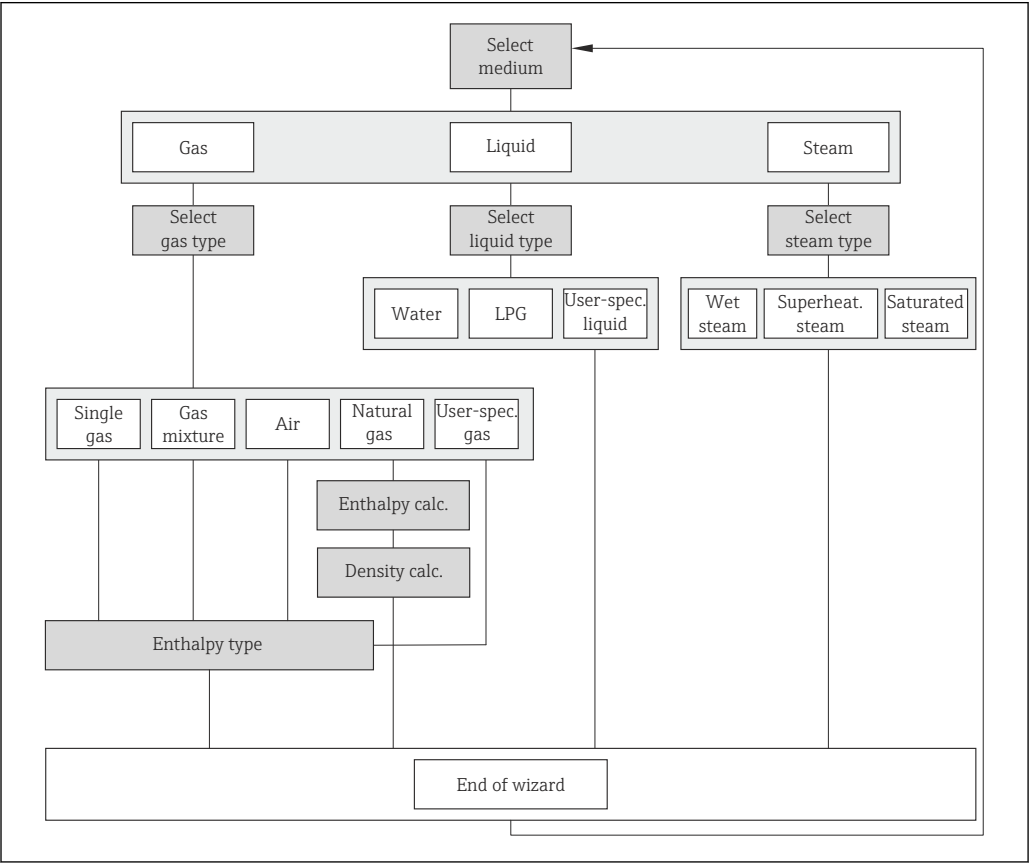 Select
medium
Gas
Liquid
Steam
Select
gas type
Select
liquid type
Select
steam type
Water
LPG
User-spec.
liquid
Wet
steam
Superheat.
steam
Saturated
steam
Single
gas
Gas
mixture
Air
Natural
gas
User-spec.
gas
Enthalpy calc.
Density calc.
Enthalpy type
End of wizard